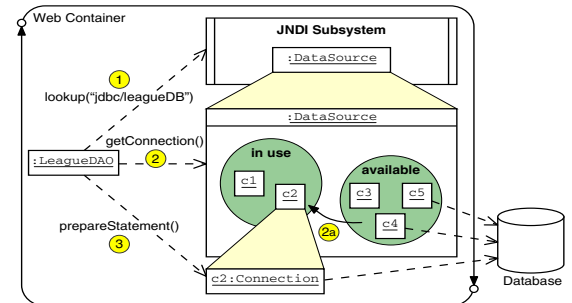 Web Container
JNDI Subsystem
:DataSource
1
lookup(“jdbc/leagueDB”)
:DataSource
getConnection()
2
:LeagueDAO
in use
available
c1
c2
c3
c5
c4
2a
prepareStatement()
3
c2:Connection
Database